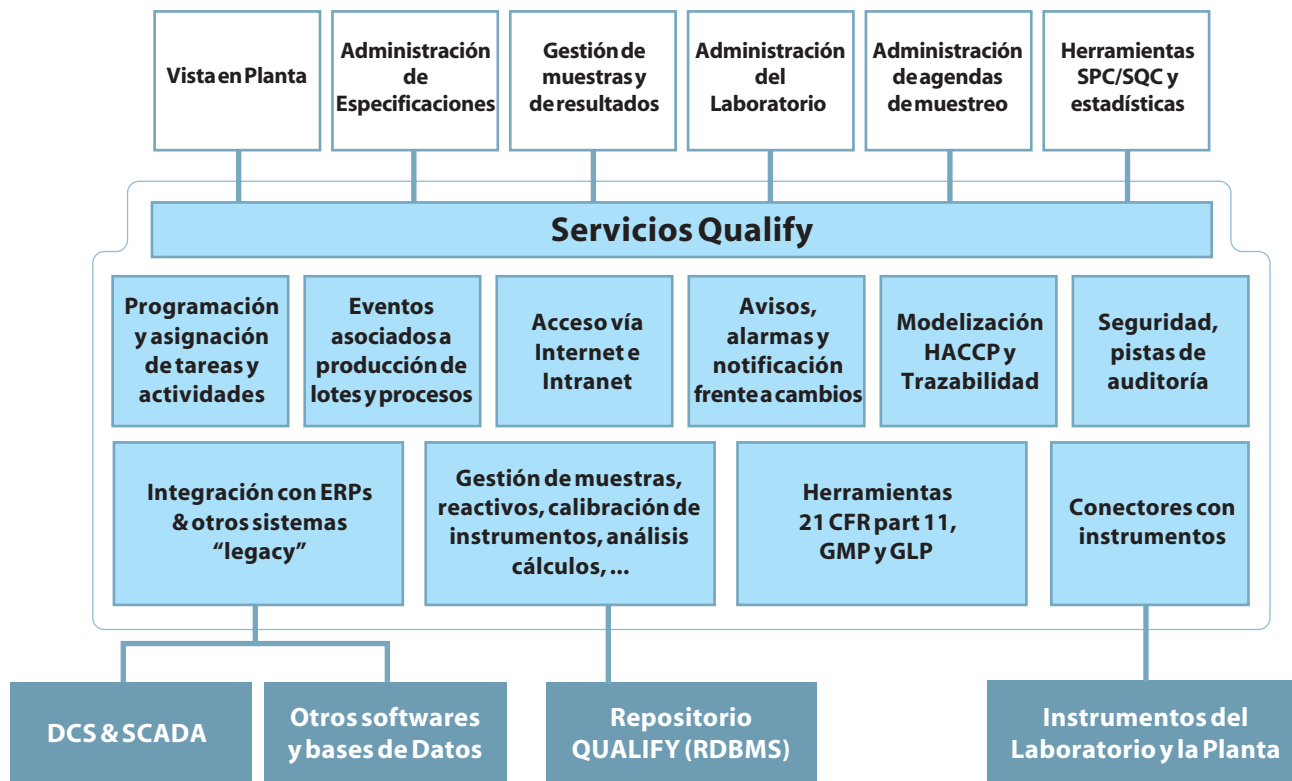 Vista en Planta
Administración
de
Especificaciones
Gestión de
muestras y
de resultados
Administración
del
Laboratorio
Administración
de agendas
de muestreo
Herramientas
SPC/SQC y
estadísticas
Servicios Qualify
Programación
y asignación
de tareas y
actividades
Eventos
asociados a
producción de
lotes y procesos
Acceso vía
Internet e
Intranet
Avisos,
alarmas y
notificación
frente a cambios
Modelización
HACCP y
Trazabilidad
Seguridad,
pistas de
auditoría
Integración con ERPs
& otros sistemas
“legacy”
Gestión de muestras,
reactivos, calibración de
instrumentos, análisis
cálculos, ...
Herramientas
21 CFR part 11,
GMP y GLP
Conectores con
instrumentos
DCS & SCADA
Otros softwares
y bases de Datos
Repositorio
QUALIFY (RDBMS)
Instrumentos del
Laboratorio y la Planta